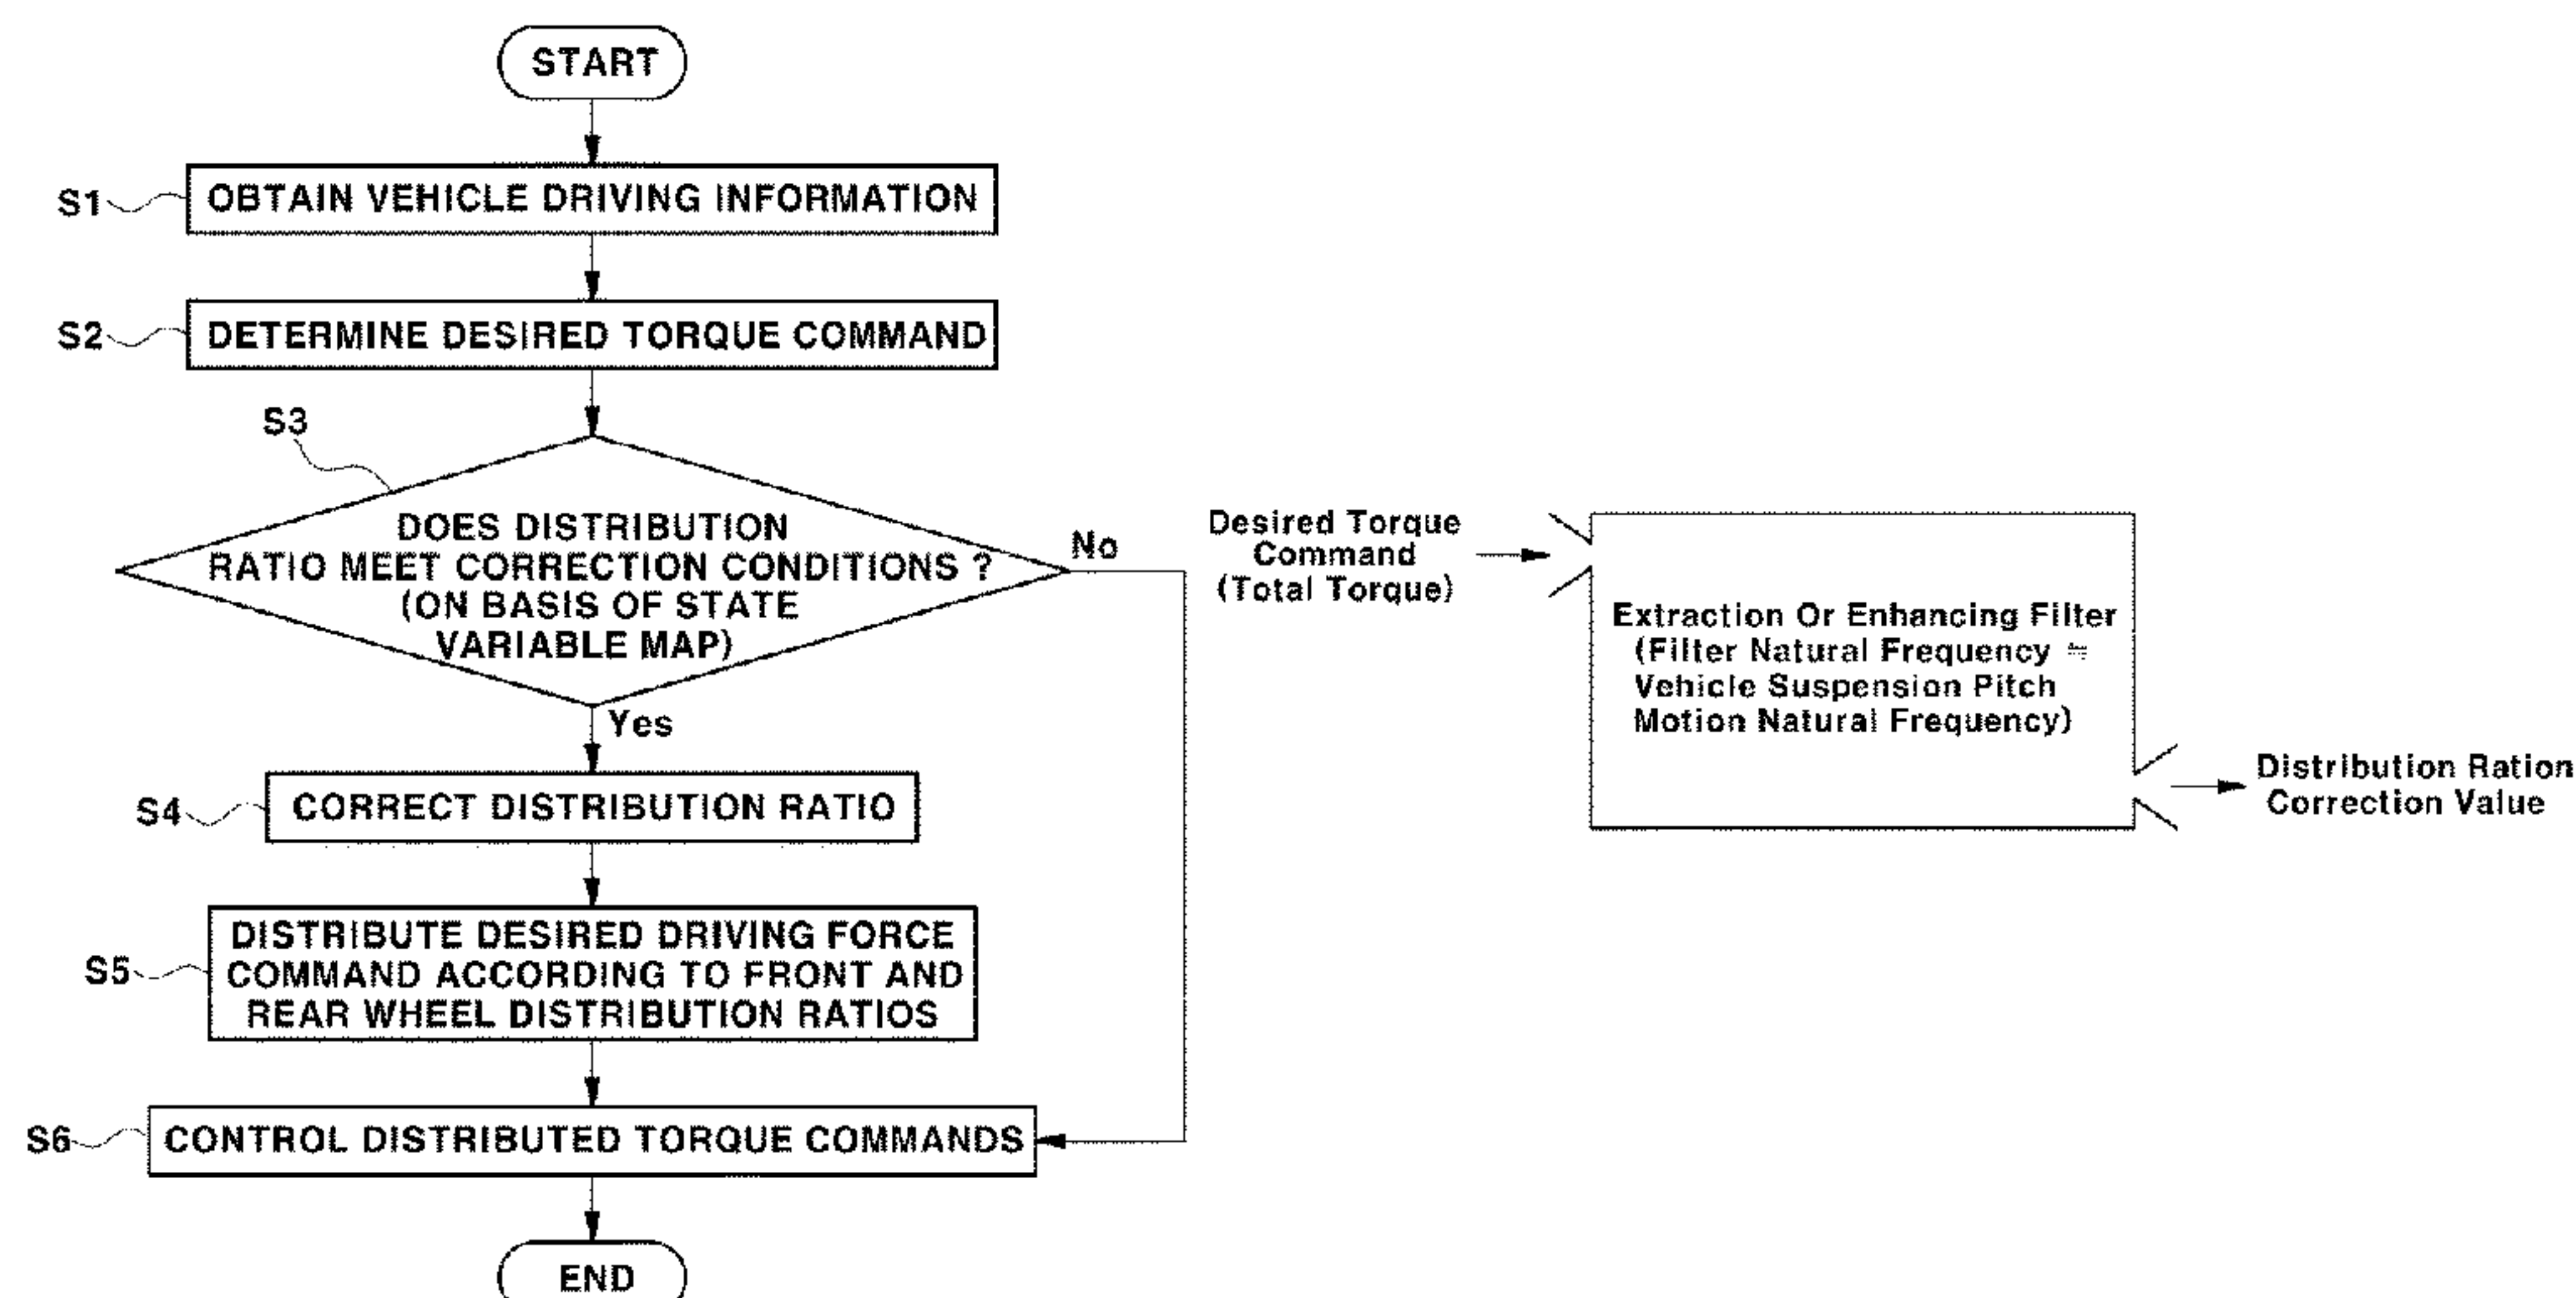 START
S1
OBTAIN VEHICLE DRIVING INFORMATION
S2
DETERMINE DESIRED TORQUE COMMAND
S3
DOES DISTRIBUTION
RATIO MEET CORRECTION CONDITIONS ?
(ON BASIS OF STATE
VARIABLE MAP)
No
Yes
S4
CORRECT DISTRIBUTION RATIO
S5
DISTRIBUTE DESIRED DRIVING FORCE
COMMAND ACCORDING TO FRONT AND
REAR WHEEL DISTRIBUTION RATIOS
S6
CONTROL DISTRIBUTED TORQUE COMMANDS
END
Desired Torque
Command
(Total Torque)
Extraction Or Enhancing Filter
(Filter Natural Frequency ≒
Vehicle Suspension Pitch
Motion Natural Frequency)
Distribution Ration
Correction Value